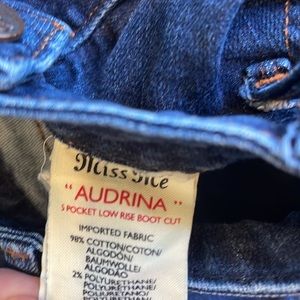 Miss Me
" AUDRINA "
5 POCKET LOW RISE BOOT CUT
IMPORTED FABRIC
98% COTTON/COTON/
ALGODÓN/
BAUMWOLLE/
ALGODAO
2% POLYURETHANE/
POLYURETHANE/
POLIURETANO/